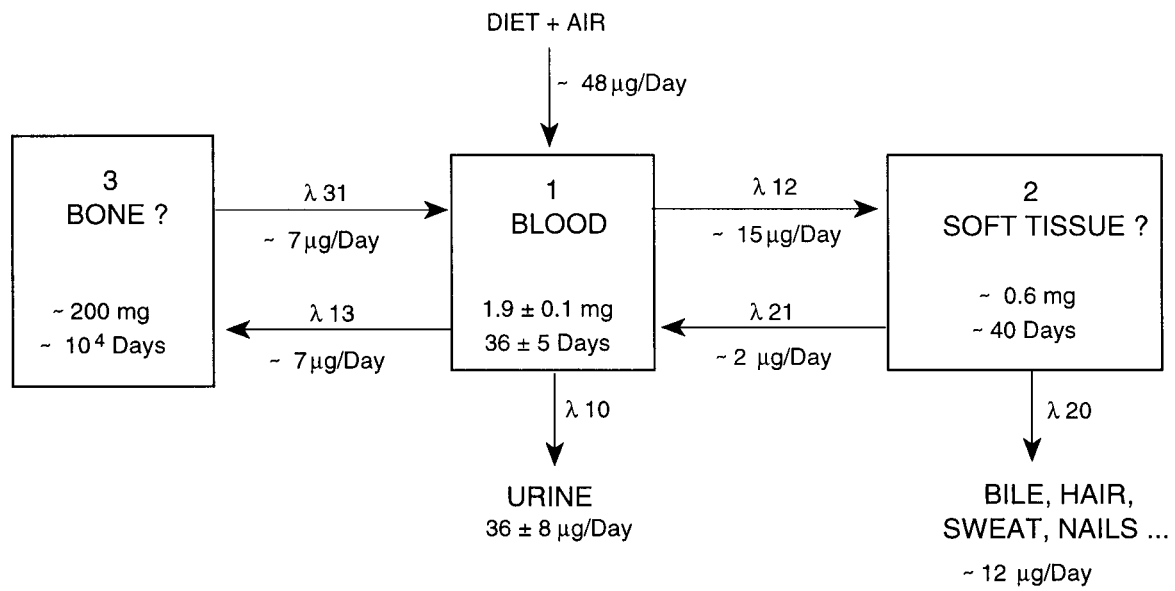 DIET + AIR
~ 48 µg/Day
3
BONE ?
~ 200 mg
~ 10⁴ Days
λ 31
~ 7 µg/Day
λ 13
~ 7 µg/Day
1
BLOOD
1.9 ± 0.1 mg
36 ± 5 Days
λ 12
~ 15 µg/Day
λ 21
~ 2 µg/Day
2
SOFT TISSUE ?
~ 0.6 mg
~ 40 Days
λ 10
URINE
36 ± 8 µg/Day
λ 20
BILE, HAIR,
SWEAT, NAILS ...
~ 12 µg/Day